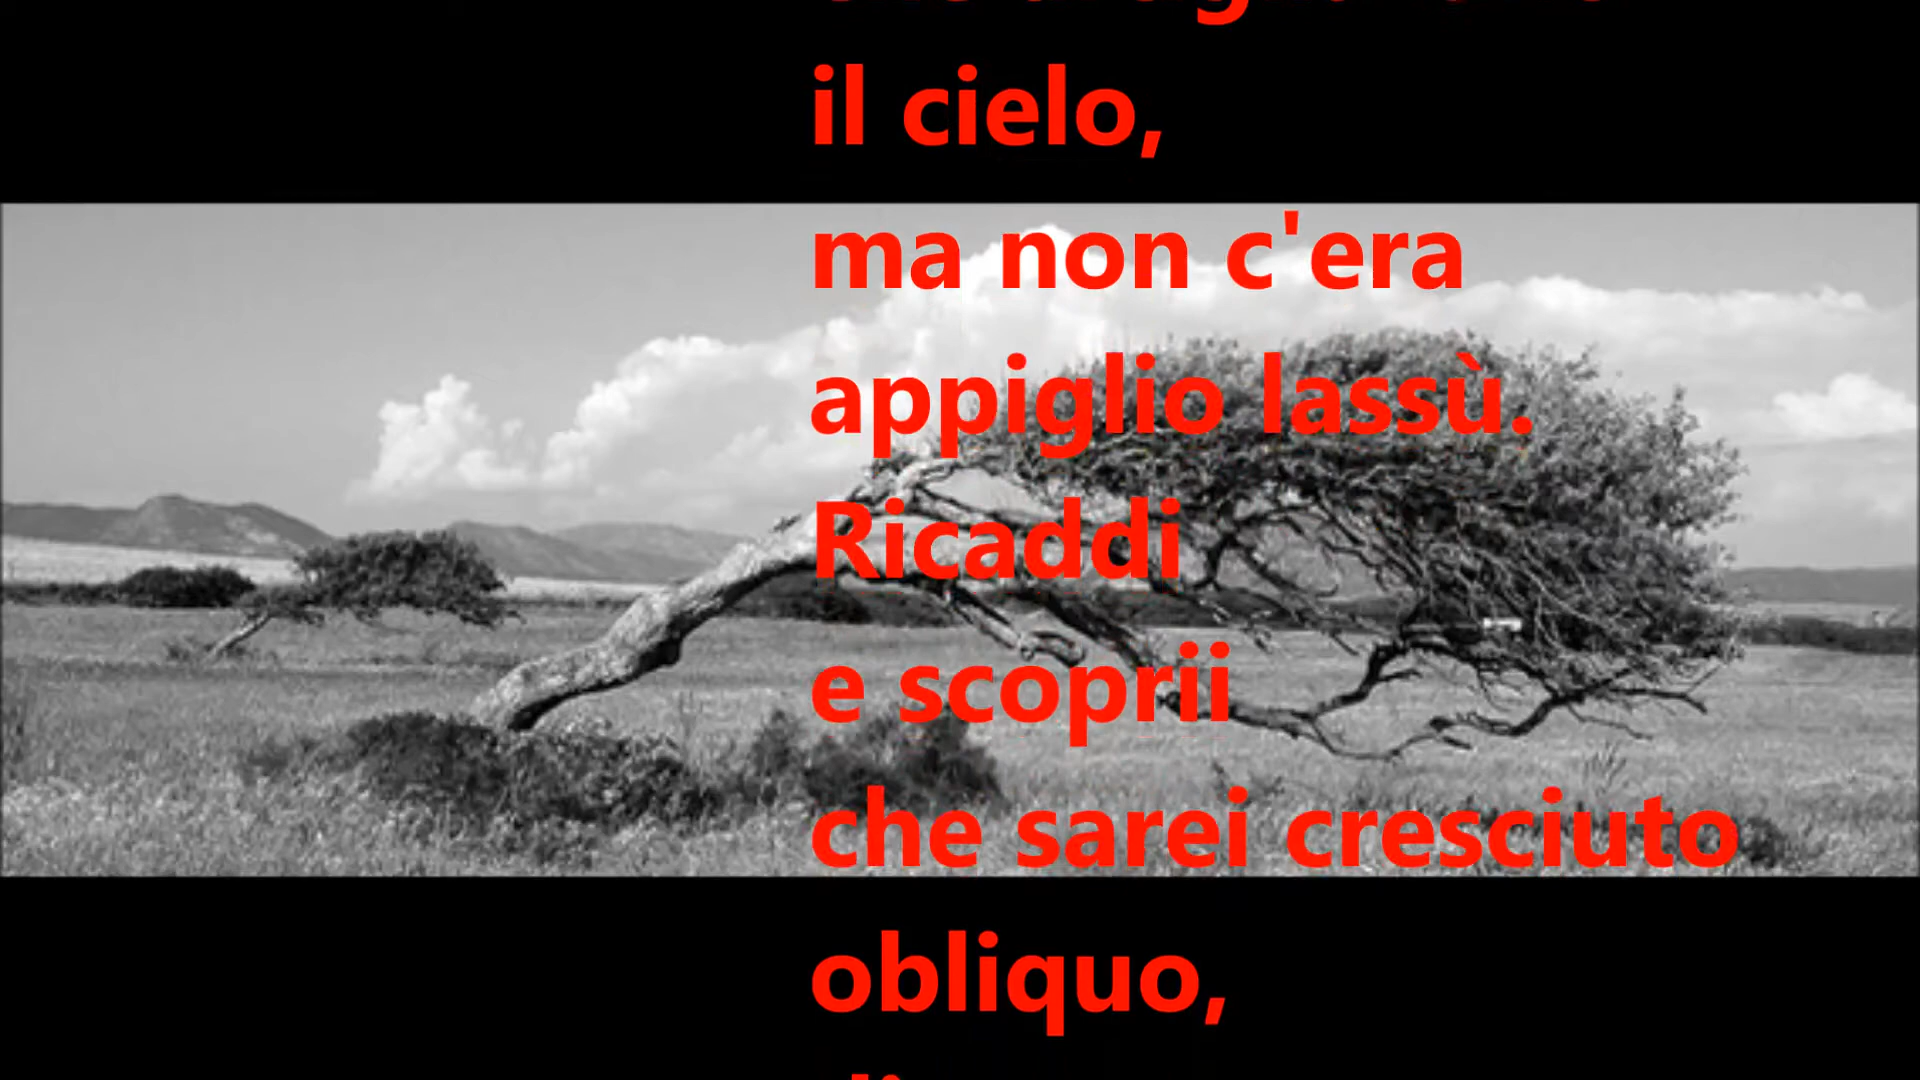 il cielo,
ma non c'era
appiglio lassù.
Ricaddi
e scoprii
che sarei cresciuto
obliquo,